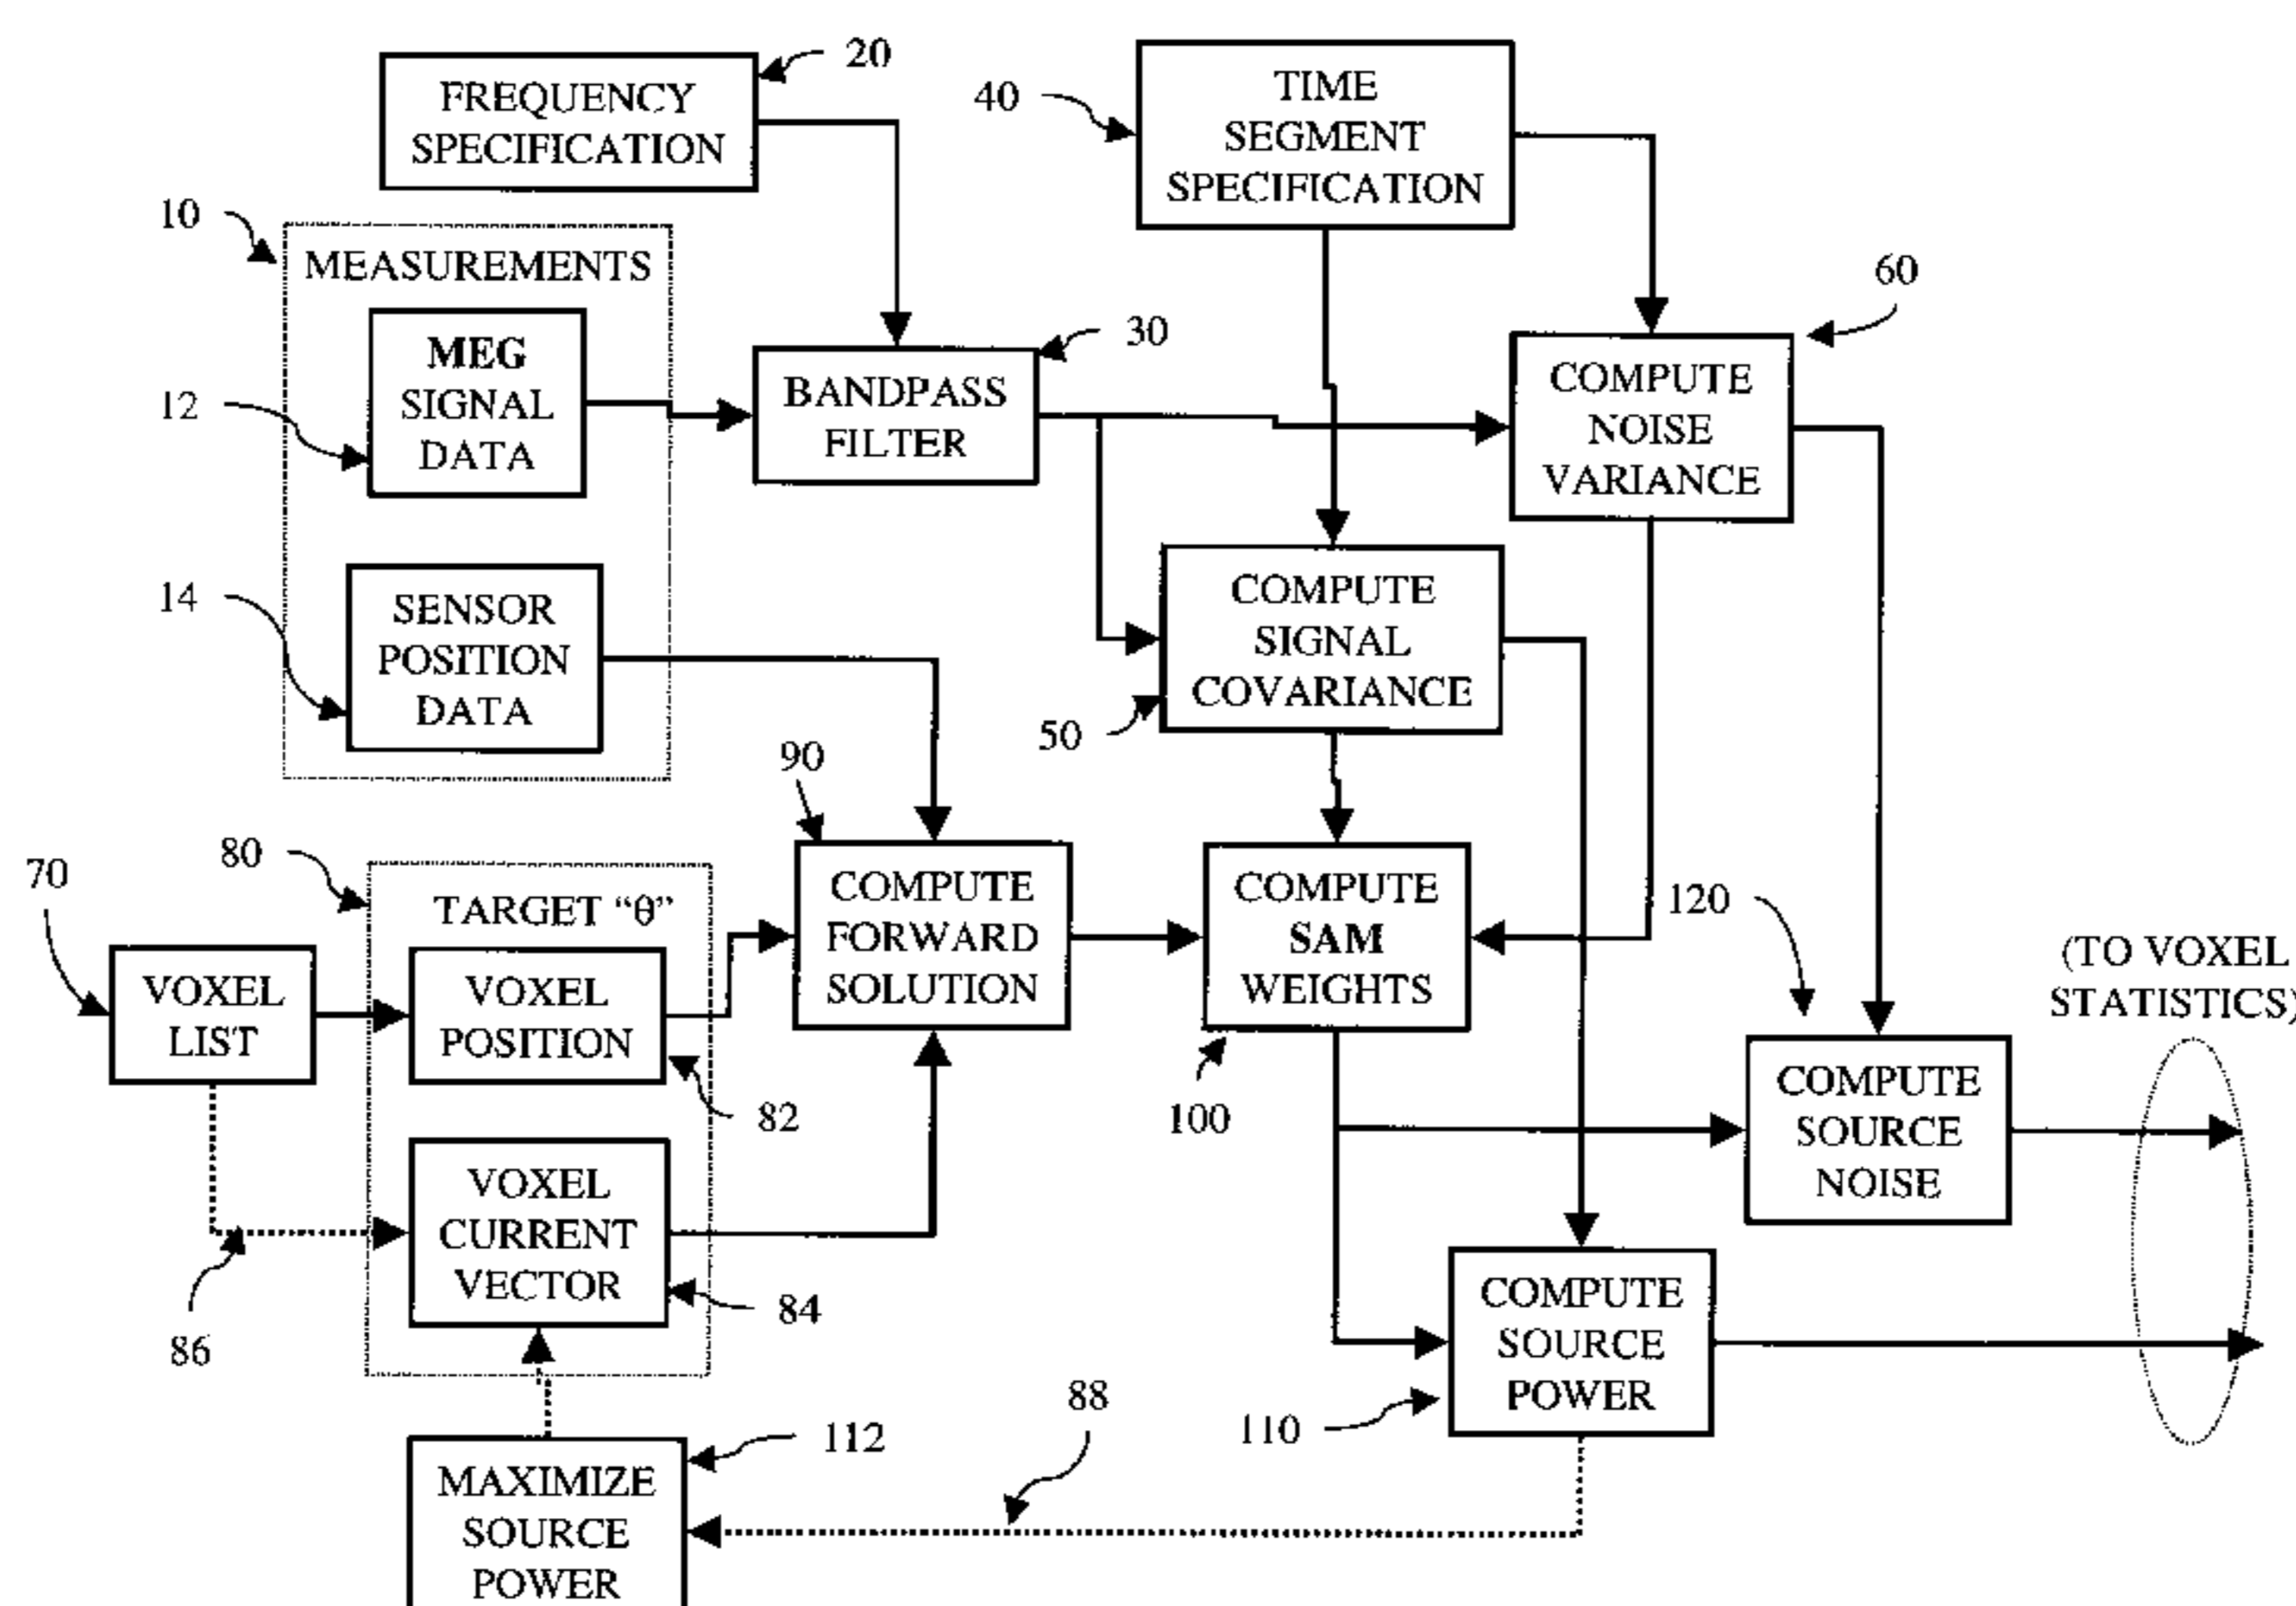 20
FREQUENCY
SPECIFICATION
40
TIME
SEGMENT
SPECIFICATION
10
MEASUREMENTS
60
12
MEG
SIGNAL
DATA
30
BANDPASS
FILTER
COMPUTE
NOISE
VARIANCE
14
SENSOR
POSITION
DATA
COMPUTE
SIGNAL
COVARIANCE
50
90
80
70
TARGET “θ”
COMPUTE
FORWARD
SOLUTION
COMPUTE
SAM
WEIGHTS
120
(TO VOXEL
STATISTICS)
VOXEL
LIST
VOXEL
POSITION
82
100
COMPUTE
SOURCE
NOISE
VOXEL
CURRENT
VECTOR
84
86
COMPUTE
SOURCE
POWER
110
88
112
MAXIMIZE
SOURCE
POWER